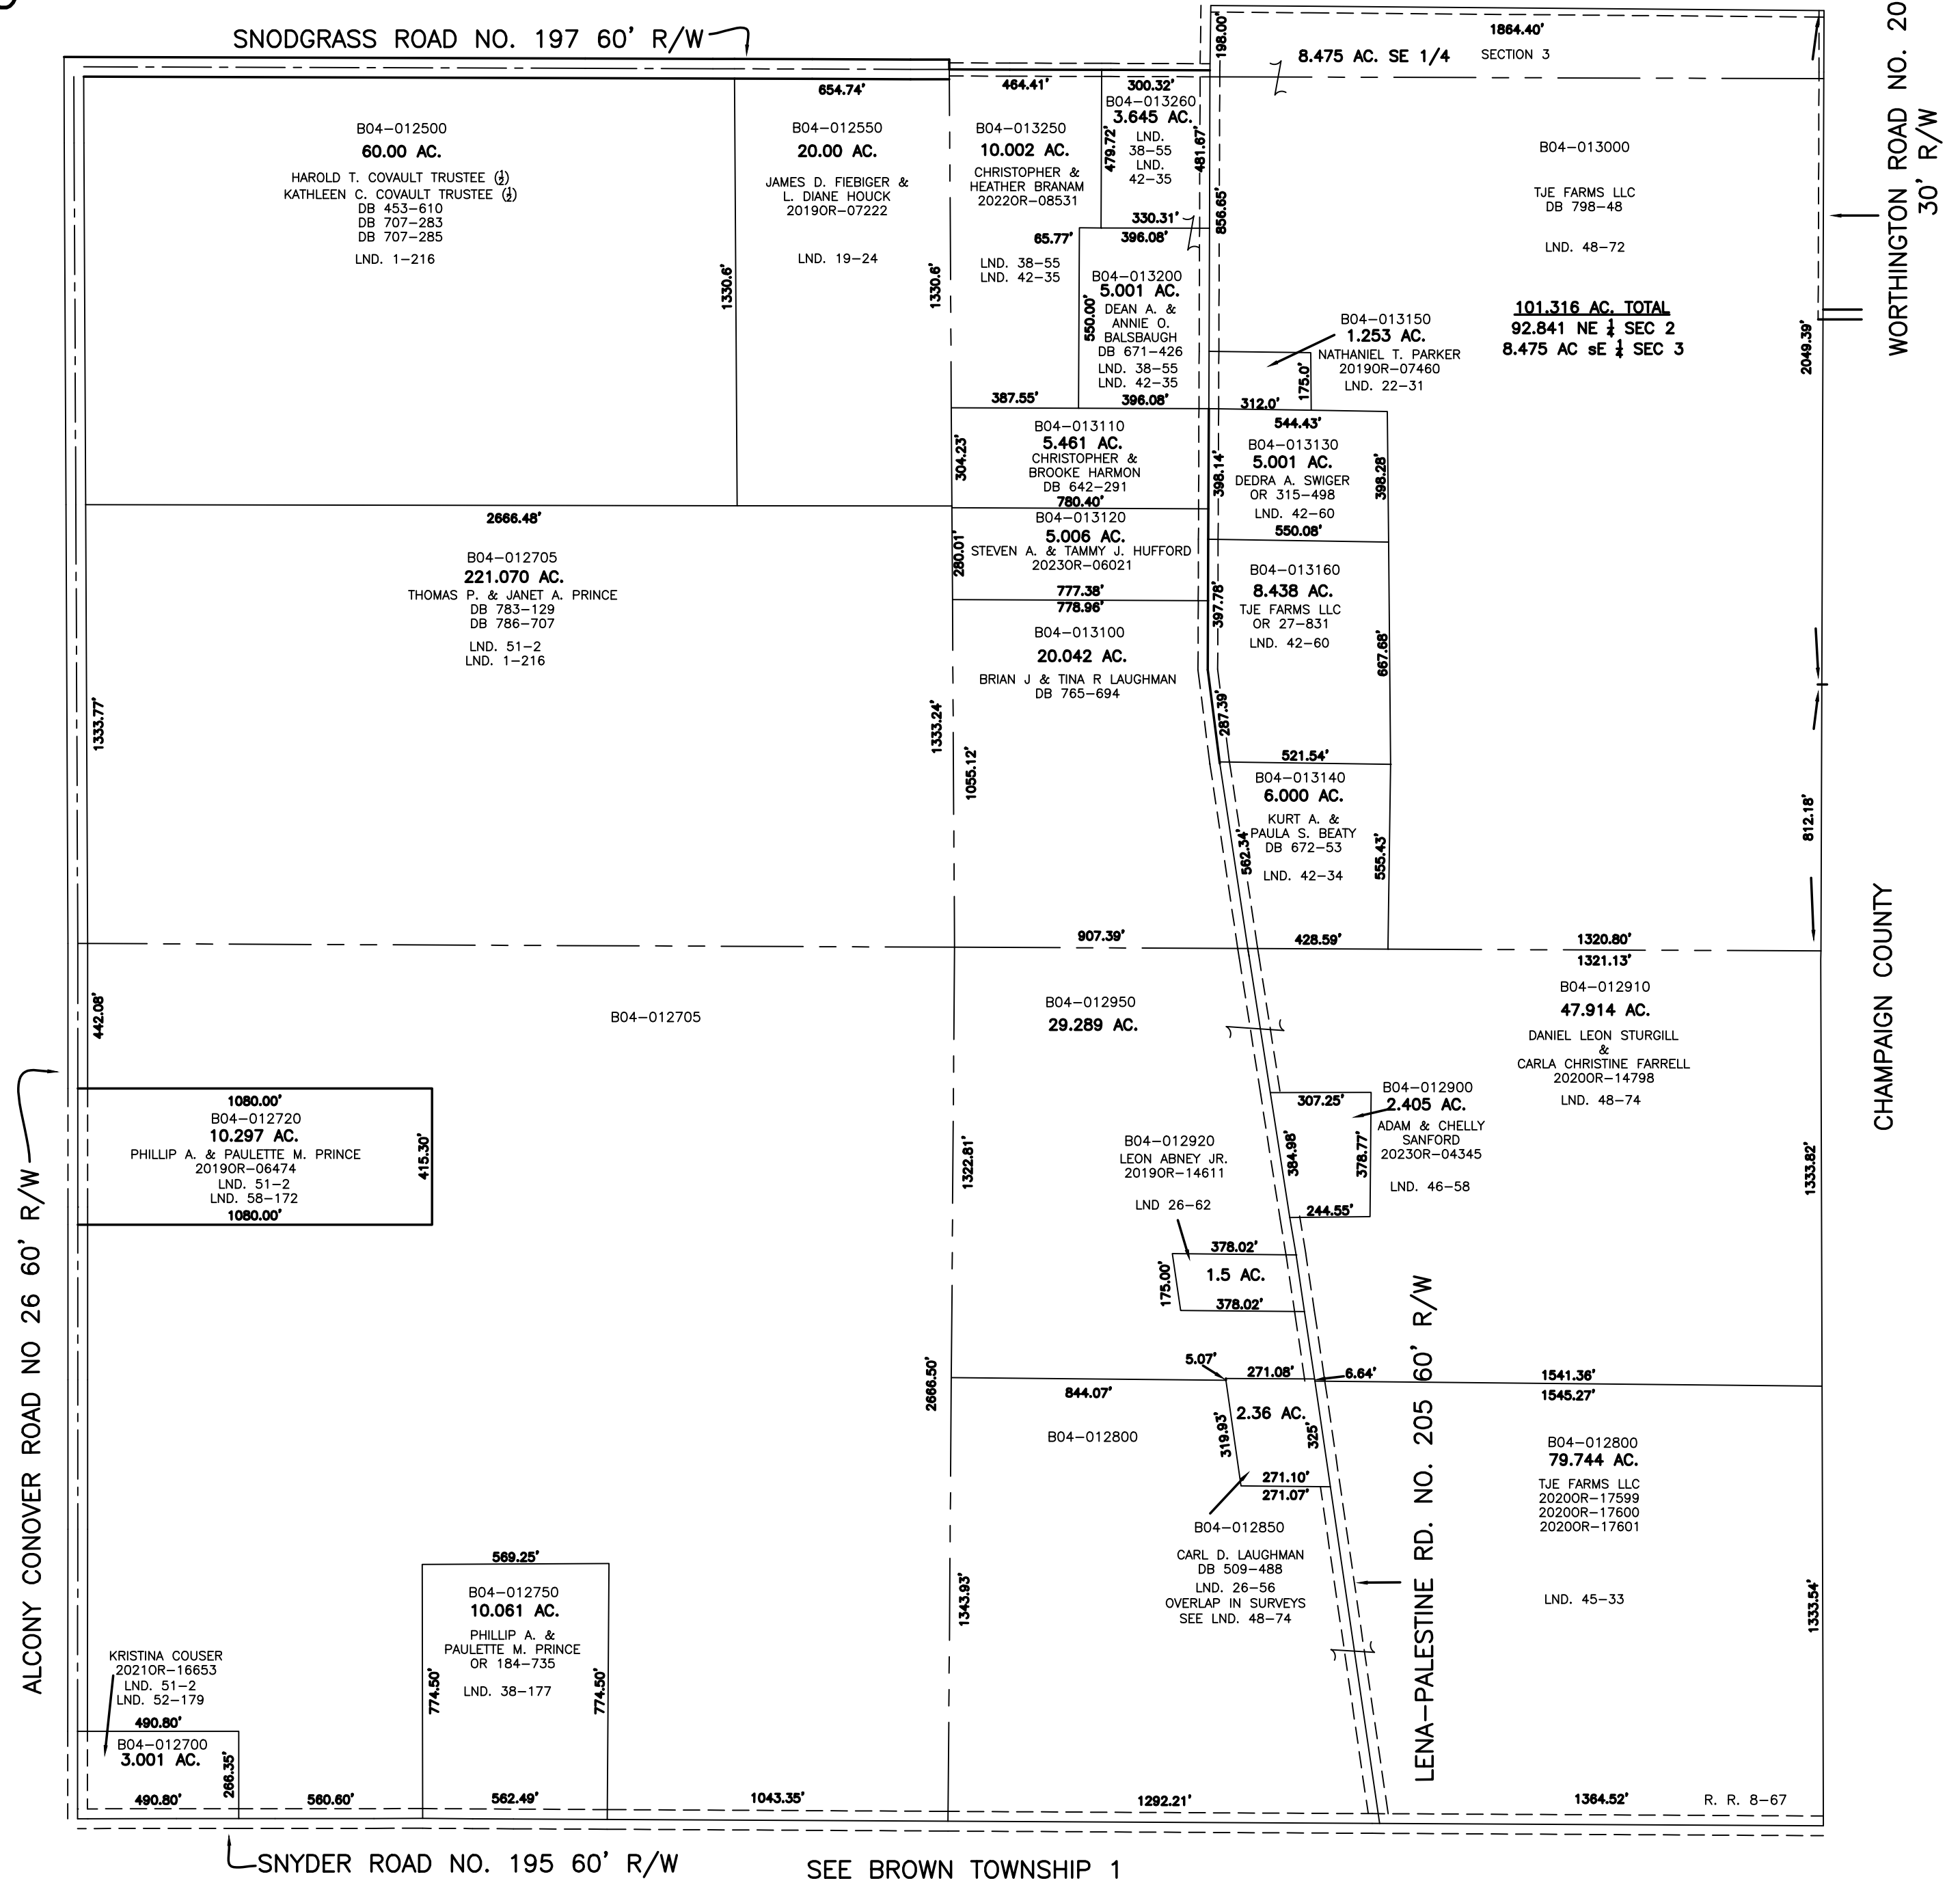 SNODGRASS ROAD NO. 197 60' R/W
198.00'
1864.40'
8.475 AC. SE 1/4
SECTION 3
WORTHINGTON ROAD NO. 20
30' R/W
B04-012500
60.00 AC.
HAROLD T. COVAULT TRUSTEE (½)
KATHLEEN C. COVAULT TRUSTEE (½)
DB 453-610
DB 707-283
DB 707-285
LND. 1-216
1330.6'
654.74'
B04-012550
20.00 AC.
JAMES D. FIEBIGER &
L. DIANE HOUCK
2019OR-07222
LND. 19-24
1330.6'
464.41'
B04-013250
10.002 AC.
CHRISTOPHER &
HEATHER BRANAM
2022OR-08531
65.77'
LND. 38-55
LND. 42-35
387.55'
300.32'
B04-013260
3.645 AC.
LND.
38-55
LND.
42-35
479.72'
481.67'
330.31'
856.65'
396.08'
B04-013200
5.001 AC.
DEAN A. &
ANNIE O.
BALSBAUGH
DB 671-426
LND. 38-55
LND. 42-35
550.00'
396.08'
B04-013000
TJE FARMS LLC
DB 798-48
LND. 48-72
101.316 AC. TOTAL
92.841 NE ¼ SEC 2
8.475 AC sE ¼ SEC 3
2049.39'
B04-013150
1.253 AC.
NATHANIEL T. PARKER
2019OR-07460
LND. 22-31
175.0'
312.0'
B04-013110
5.461 AC.
CHRISTOPHER &
BROOKE HARMON
DB 642-291
304.23'
780.40'
544.43'
B04-013130
5.001 AC.
DEDRA A. SWIGER
OR 315-498
LND. 42-60
398.14'
398.28'
550.08'
2666.48'
B04-012705
221.070 AC.
THOMAS P. & JANET A. PRINCE
DB 783-129
DB 786-707
LND. 51-2
LND. 1-216
1333.77'
1333.24'
B04-013120
5.006 AC.
STEVEN A. & TAMMY J. HUFFORD
2023OR-06021
280.01'
777.38'
778.96'
B04-013100
20.042 AC.
BRIAN J & TINA R LAUGHMAN
DB 765-694
1055.12'
907.39'
B04-013160
8.438 AC.
TJE FARMS LLC
OR 27-831
LND. 42-60
397.78'
667.68'
287.39'
521.54'
B04-013140
6.000 AC.
KURT A. &
PAULA S. BEATY
DB 672-53
LND. 42-34
562.34'
555.43'
428.59'
812.18'
1320.80'
1321.13'
CHAMPAIGN COUNTY
442.08'
B04-012705
B04-012950
29.289 AC.
B04-012910
47.914 AC.
DANIEL LEON STURGILL
&
CARLA CHRISTINE FARRELL
2020OR-14798
LND. 48-74
1333.82'
ALCONY CONOVER ROAD NO 26 60' R/W
1080.00'
B04-012720
10.297 AC.
PHILLIP A. & PAULETTE M. PRINCE
2019OR-06474
LND. 51-2
LND. 58-172
1080.00'
415.30'
1322.81'
307.25'
384.98'
378.77'
244.55'
B04-012900
2.405 AC.
ADAM & CHELLY
SANFORD
2023OR-04345
LND. 46-58
B04-012920
LEON ABNEY JR.
2019OR-14611
LND 26-62
378.02'
1.5 AC.
175.00'
378.02'
LENA-PALESTINE RD. NO. 205 60' R/W
2666.50'
5.07'
271.08'
6.64'
1541.36'
1545.27'
844.07'
B04-012800
2.36 AC.
319.93'
325'
271.10'
271.07'
B04-012850
CARL D. LAUGHMAN
DB 509-488
LND. 26-56
OVERLAP IN SURVEYS
SEE LND. 48-74
B04-012800
79.744 AC.
TJE FARMS LLC
2020OR-17599
2020OR-17600
2020OR-17601
LND. 45-33
1333.54'
569.25'
B04-012750
10.061 AC.
PHILLIP A. &
PAULETTE M. PRINCE
OR 184-735
LND. 38-177
774.50'
774.50'
1343.93'
KRISTINA COUSER
2021OR-16653
LND. 51-2
LND. 52-179
490.80'
B04-012700
3.001 AC.
266.35'
490.80'
560.60'
562.49'
1043.35'
1292.21'
1364.52'
R. R. 8-67
SNYDER ROAD NO. 195 60' R/W
SEE BROWN TOWNSHIP 1